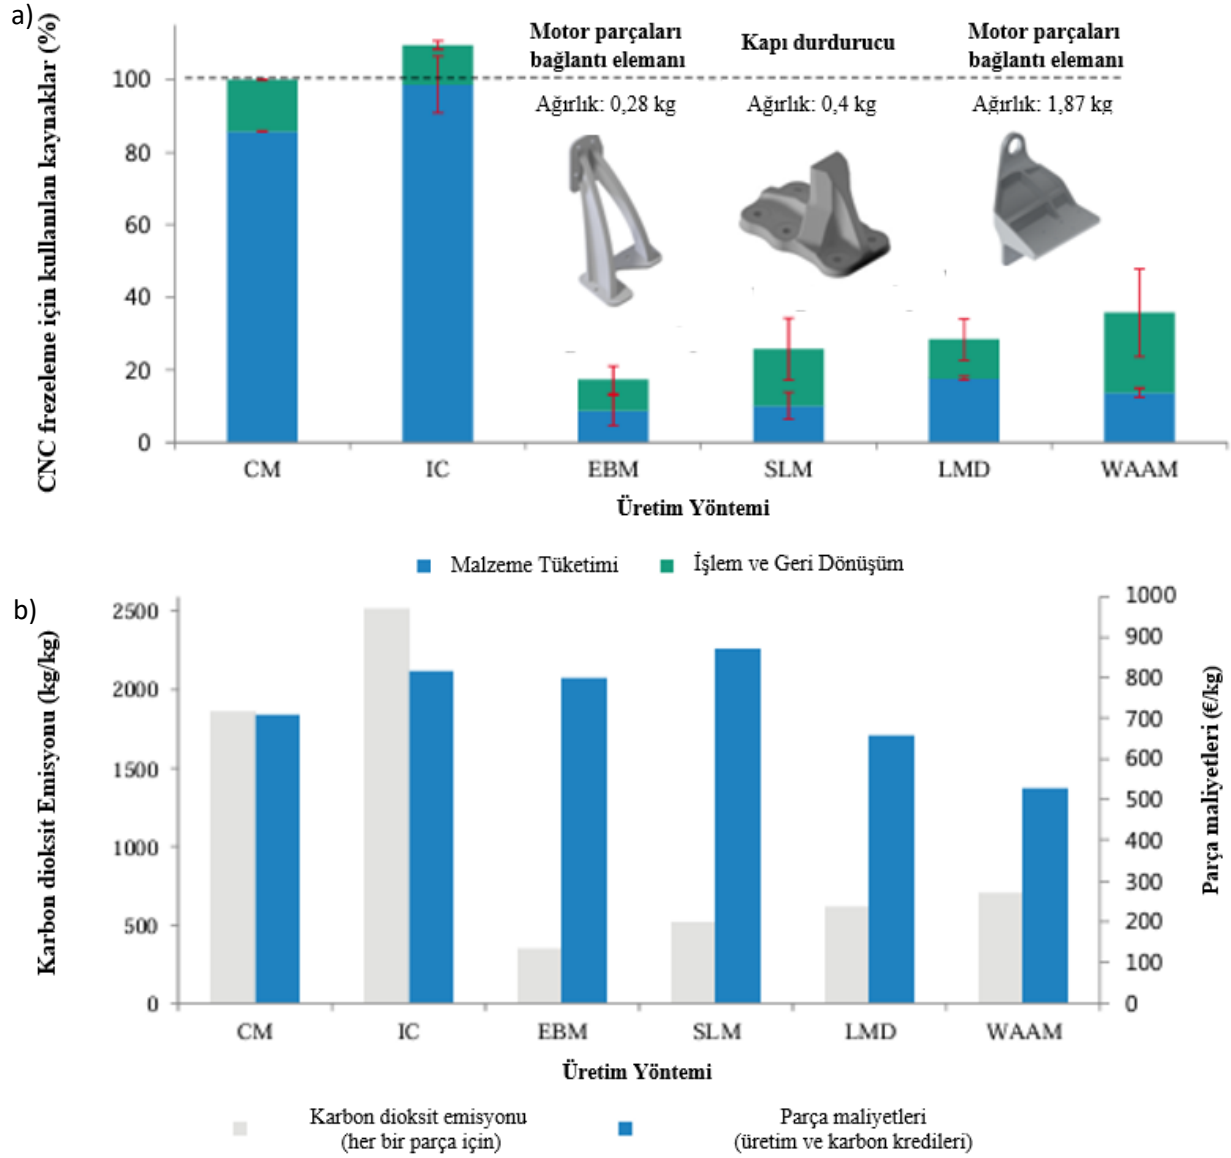 a)
CNC frezeleme için kullanılan kaynaklar (%)
100
80
60
40
20
0
Motor parçaları
bağlantı elemanı
Ağırlık: 0,28 kg
Kapı durdurucu
Ağırlık: 0,4 kg
Motor parçaları
bağlantı elemanı
Ağırlık: 1,87 kg
CM IC EBM SLM LMD WAAM
Üretim Yöntemi
Malzeme Tüketimi İşlem ve Geri Dönüşüm
b)
Karbon dioksit Emisyonu (kg/kg)
2500
2000
1500
1000
500
0
1000
900
800
700
600
500
400
300
200
100
0
Parça maliyetleri (€/kg)
CM IC EBM SLM LMD WAAM
Üretim Yöntemi
Karbon dioksit emisyonu
(her bir parça için)
Parça maliyetleri
(üretim ve karbon kredileri)